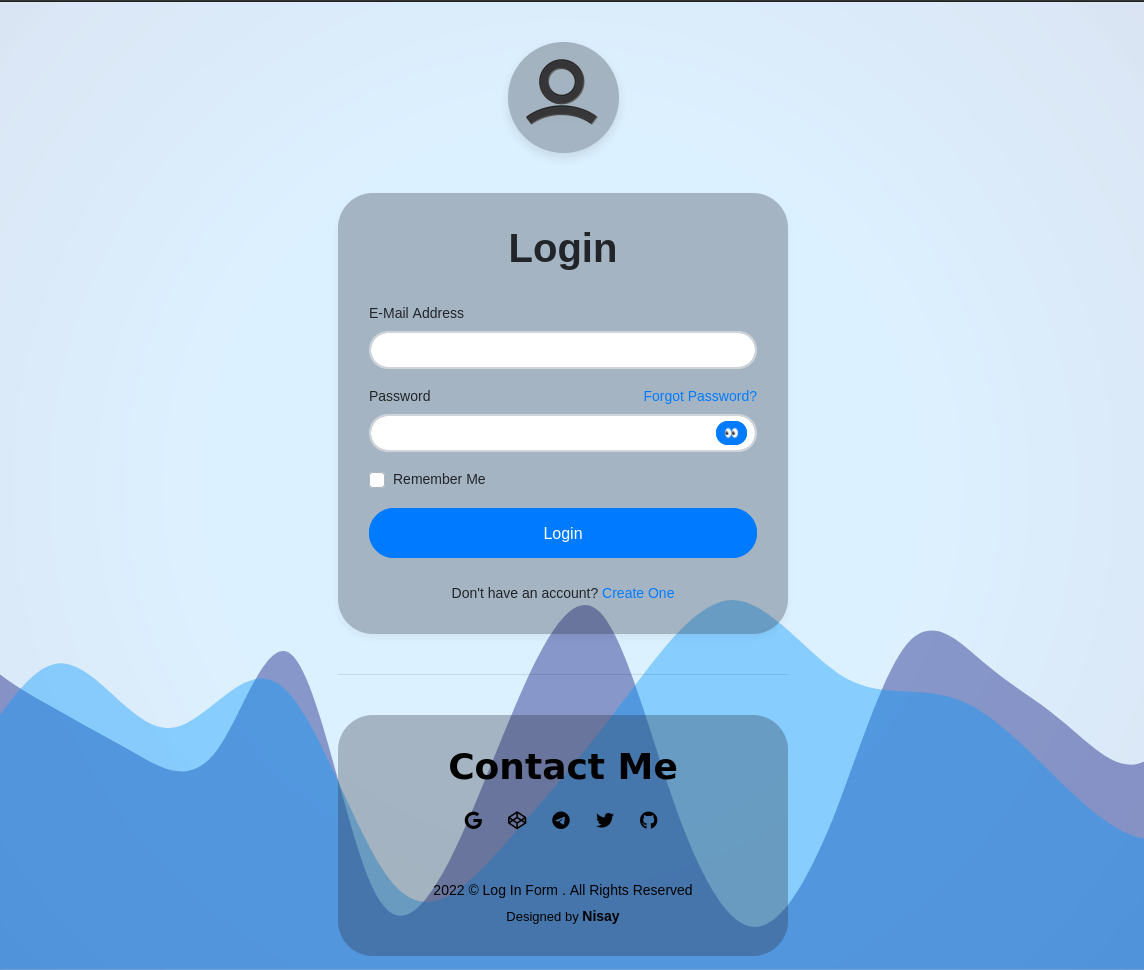 Login
E-Mail Address
Password Forgot Password?
Remember Me
Login
Don't have an account? Create One
Contact Me
2022 © Log In Form . All Rights Reserved
Designed by Nisay